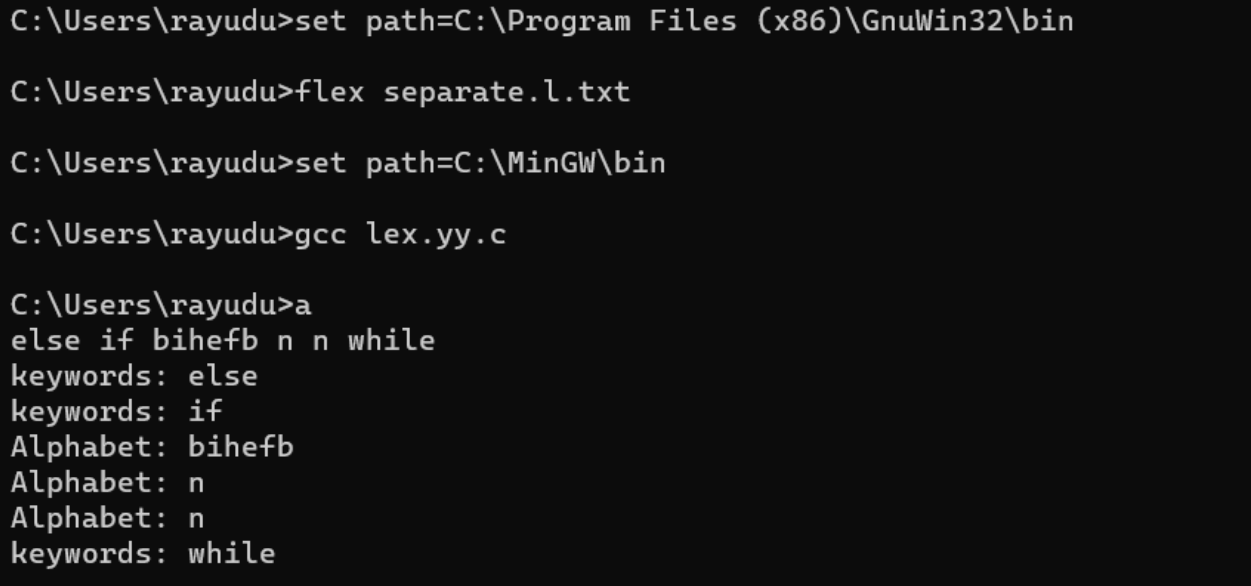 C:\Users\rayudu>set path=C:\Program Files (x86)\GnuWin32\bin
C:\Users\rayudu>flex separate.l.txt
C:\Users\rayudu>set path=C:\MinGW\bin
C:\Users\rayudu>gcc lex.yy.c
C:\Users\rayudu>a
else if bihefb n n while
keywords: else
keywords: if
Alphabet: bihefb
Alphabet: n
Alphabet: n
keywords: while